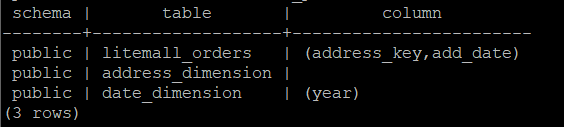 schema | table | column
--------+-------------------+------------------------
public | litemall_orders | (address_key,add_date)
public | address_dimension |
public | date_dimension | (year)
(3 rows)